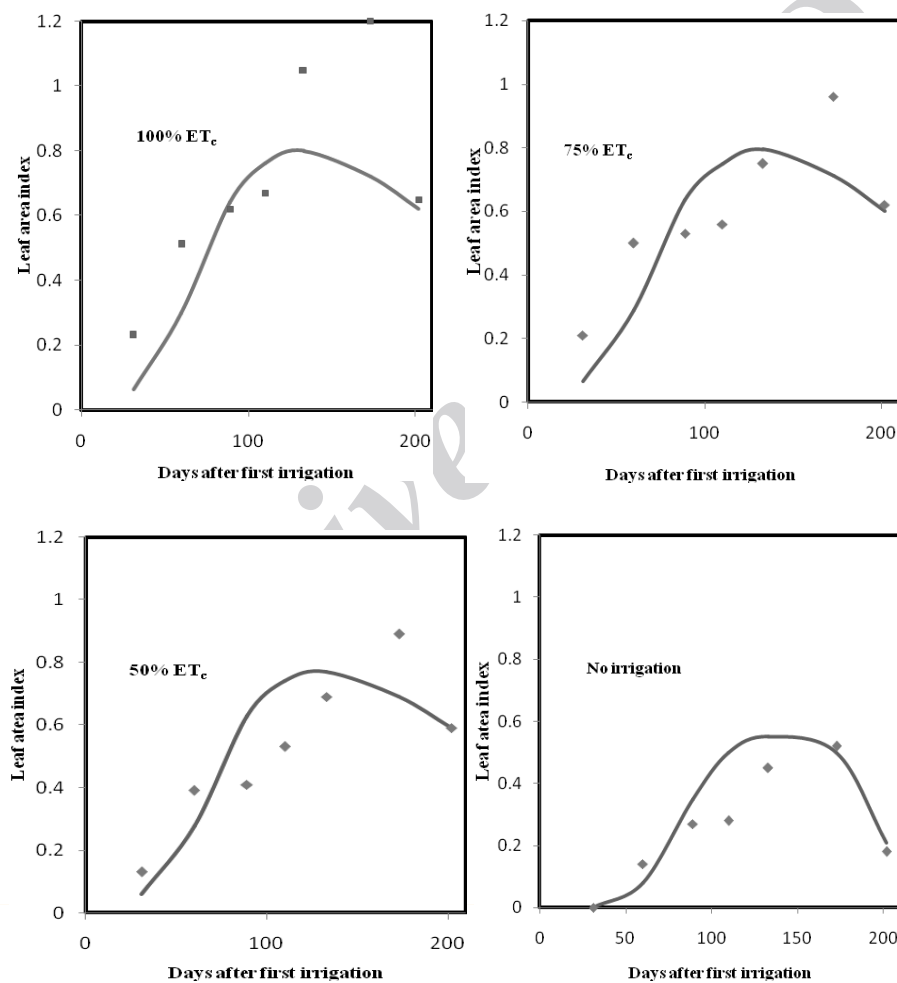 1.2
1
0.8
0.6
0.4
0.2
0
Leaf area index
100% ETc
0 100 200
Days after first irrigation
1.2
1
0.8
0.6
0.4
0.2
0
Leaf area index
75% ETc
0 100 200
Days after first irrigation
1.2
1
0.8
0.6
0.4
0.2
0
Leaf atea index
50% ETc
0 100 200
Days after first irrigation
1.2
1
0.8
0.6
0.4
0.2
0
Leaf atea index
No irrigation
0 50 100 150 200
Days after first irrigation